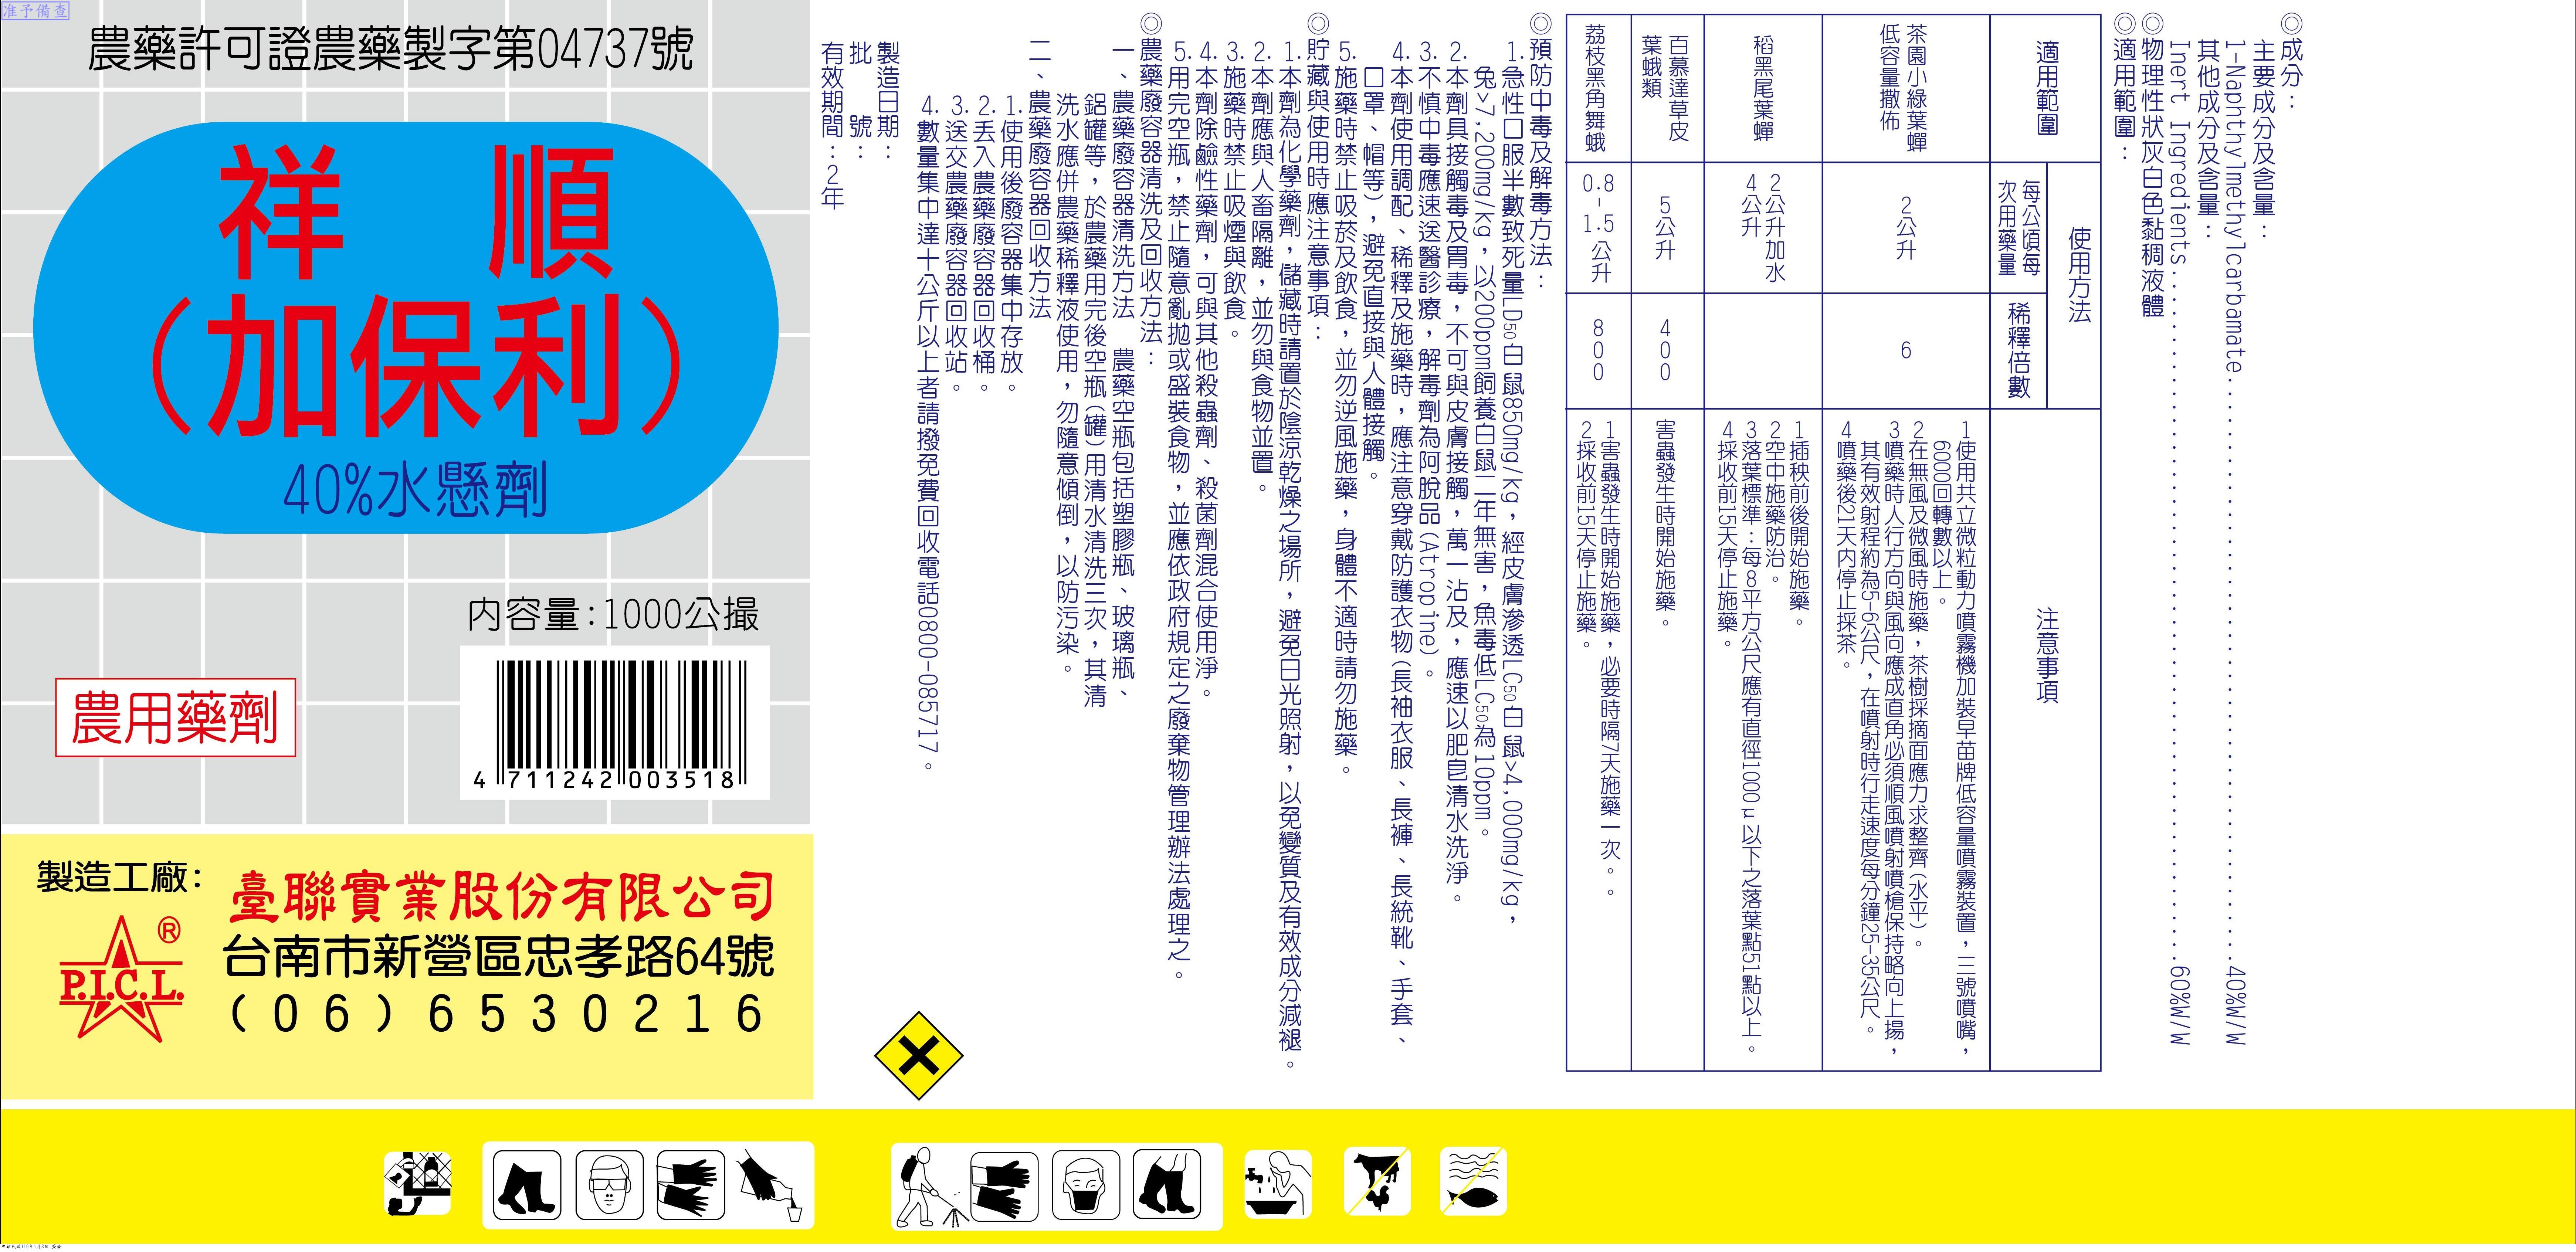 准予備查
農藥許可證農藥製字第04737號
祥 順
(加保利)
40%水懸劑
內容量:1000公撮
農用藥劑
4 711242 003518
製造工廠:
臺聯實業股份有限公司
®
P.I.C.L.
台南市新營區忠孝路64號
(06)6530216
◎成分:
主要成分及含量:
1-Naphthylmethylcarbamate......40%W/W
其他成分及含量:
Inert Ingredients......60%W/W
◎物理性狀灰白色黏稠液體
◎適用範圍:
適用範圍
使用方法
每公頃每
次用藥量
稀釋倍數
注意事項
茶園小綠葉蟬
低容量撒佈
2公升
6
1使用共立微粒動力噴霧機加裝早苗牌低容量噴霧裝置,三號噴嘴,
6000回轉數以上。
2在無風及微風時施藥,茶樹採摘面應力求整齊(水平)。
3噴藥時人行方向與風向應成直角必須順風噴射噴槍保持略向上揚,
其有效射程約為5-6公尺,在噴射時行走速度每分鐘25-35公尺。
4噴藥後21天內停止採茶。
稻黑尾葉蟬
2公升加水
4公升
1插秧前後開始施藥。
2空中施藥防治。
3落葉標準:每8平方公尺應有直徑1000μ以下之落葉點51點以上。
4採收前15天停止施藥。
百慕達草皮
葉蛾類
5公升
400
害蟲發生時開始施藥。
荔枝黑角舞蛾
0.8-1.5公升
800
1害蟲發生時開始施藥,必要時隔7天施藥一次。。
2採收前15天停止施藥。
◎預防中毒及解毒方法:
1.急性口服半數致死量LD50白鼠850mg/kg,經皮膚滲透LC50白鼠>4,000mg/kg,
兔>7,200mg/kg,以200ppm飼養白鼠二年無害,魚毒低LC50為10ppm。
2.本劑具接觸毒及胃毒,不可與皮膚接觸,萬一沾及,應速以肥皂清水洗淨。
3.不慎中毒應速送醫診療,解毒劑為阿脫品(Atropine)。
4.本劑使用調配、稀釋及施藥時,應注意穿戴防護衣物(長袖衣服、長褲、長統靴、手套、
口罩、帽等),避免直接與人體接觸。
5.施藥時禁止吸菸及飲食,並勿逆風施藥,身體不適時請勿施藥。
◎貯藏與使用時應注意事項:
1.本劑為化學藥劑,儲藏時請置於陰涼乾燥之場所,避免日光照射,以免變質及有效成分減褪。
2.本劑應與人畜隔離,並勿與食物並置。
3.施藥時禁止吸煙與飲食。
4.本劑除鹼性藥劑,可與其他殺蟲劑、殺菌劑混合使用淨。
5.用完空瓶,禁止隨意亂拋或盛裝食物,並應依政府規定之廢棄物管理辦法處理之。
◎農藥廢容器清洗及回收方法:
一、農藥廢容器清洗方法 農藥空瓶包括塑膠瓶、玻璃瓶、
鋁罐等,於農藥用完後空瓶(罐)用清水清洗三次,其清
洗水應併農藥稀釋液使用,勿隨意傾倒,以防污染。
二、農藥廢容器回收方法
1.使用後廢容器集中存放。
2.丟入農藥廢容器回收桶。
3.送交農藥廢容器回收站。
4.數量集中達十公斤以上者請撥免費回收電話0800-085717。
製造日期:
批 號:
有效期間:2年